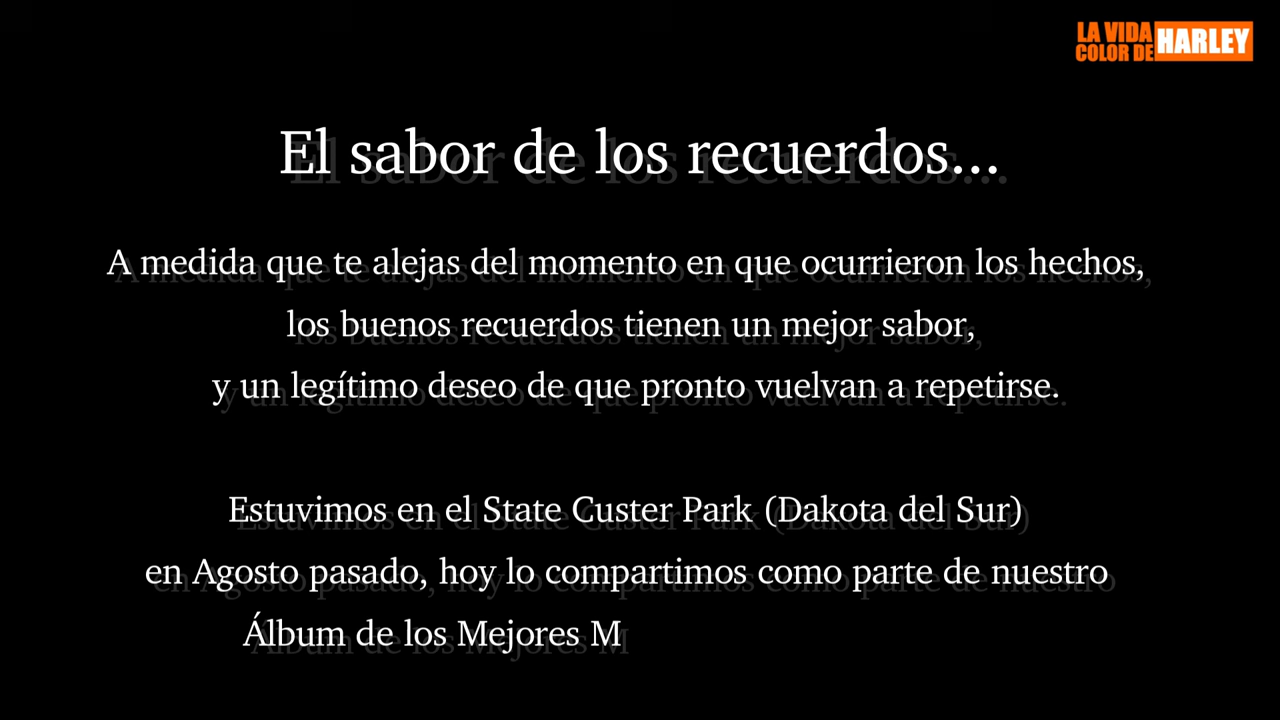 LA VIDA
COLOR DE HARLEY
El sabor de los recuerdos...
A medida que te alejas del momento en que ocurrieron los hechos,
los buenos recuerdos tienen un mejor sabor,
y un legítimo deseo de que pronto vuelvan a repetirse.
Estuvimos en el State Custer Park (Dakota del Sur)
en Agosto pasado, hoy lo compartimos como parte de nuestro
Álbum de los Mejores M